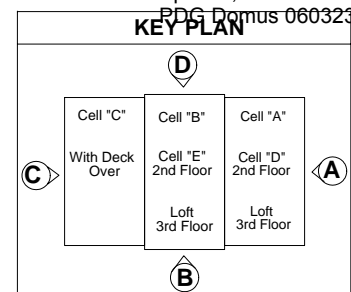 PDG Domus 060323
KEY PLAN
D
Cell "C"
With Deck
Over
Cell "B"
Cell "E"
2nd Floor
Loft
3rd Floor
Cell "A"
Cell "D"
2nd Floor
Loft
3rd Floor
C
A
B